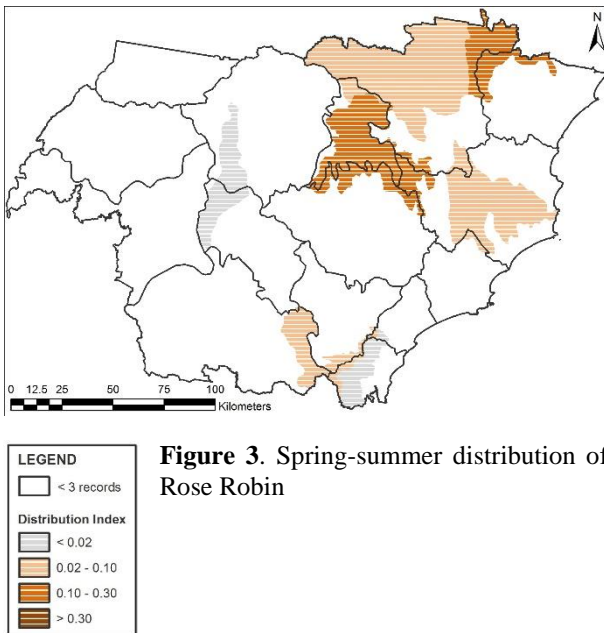 N
0 12.5 25 50 75 100
Kilometers
LEGEND
< 3 records
Distribution Index
< 0.02
0.02 - 0.10
0.10 - 0.30
> 0.30
Figure 3. Spring-summer distribution of
Rose Robin